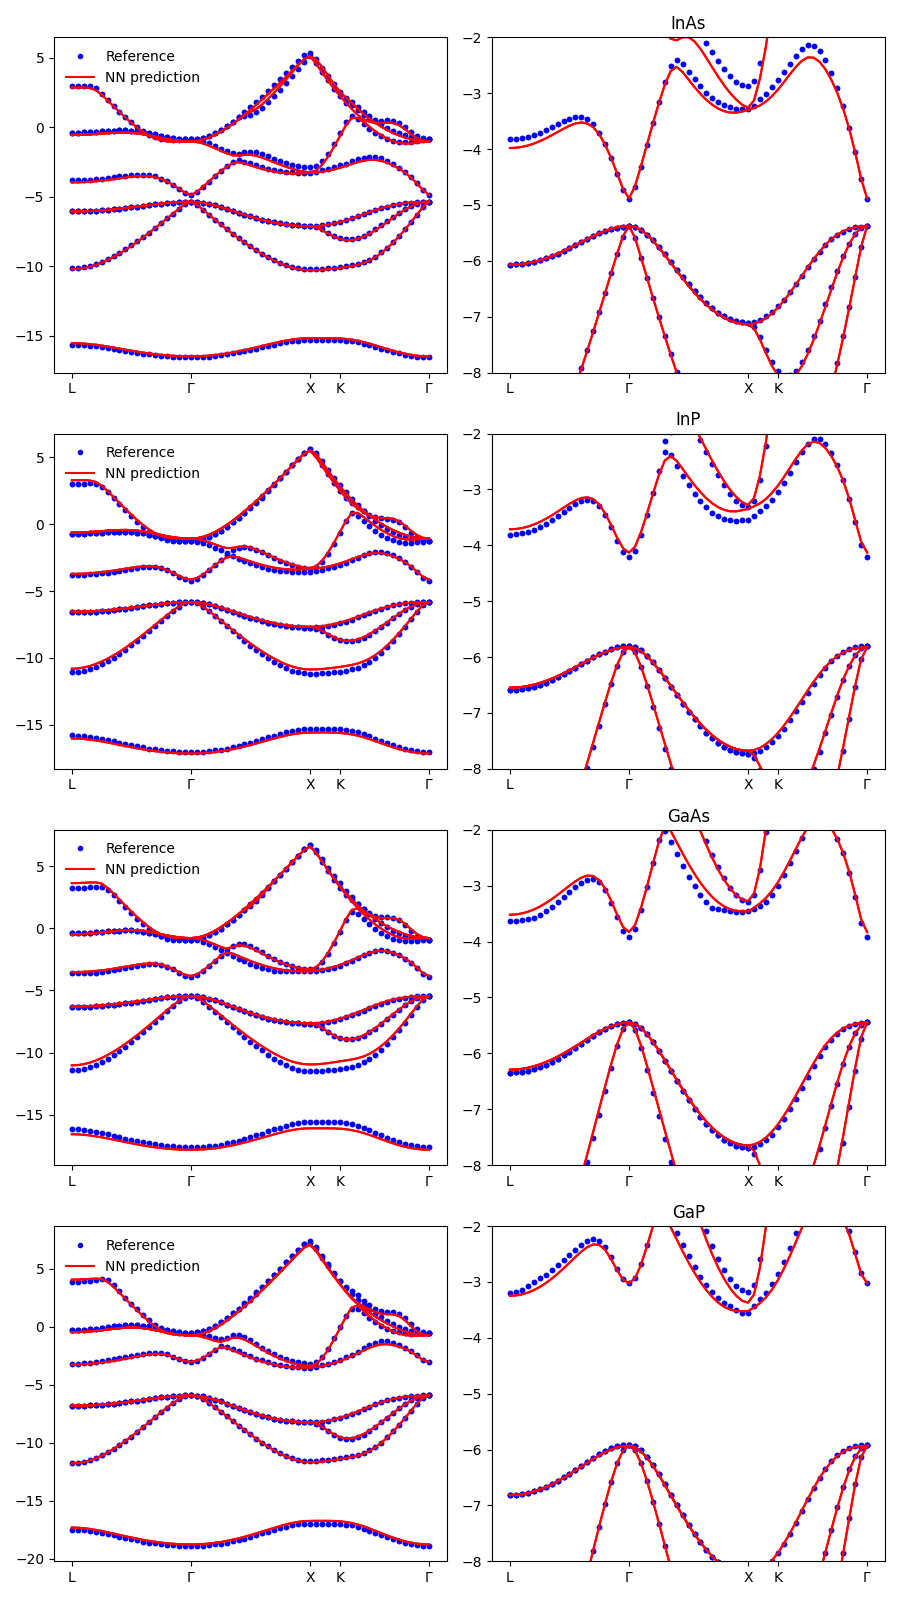 InAs
Reference
NN prediction
5
0
−5
−10
−15
L Γ X K Γ
−2
−3
−4
−5
−6
−7
−8
L Γ X K Γ
InP
Reference
NN prediction
5
0
−5
−10
−15
L Γ X K Γ
−2
−3
−4
−5
−6
−7
−8
L Γ X K Γ
GaAs
Reference
NN prediction
5
0
−5
−10
−15
L Γ X K Γ
−2
−3
−4
−5
−6
−7
−8
L Γ X K Γ
GaP
Reference
NN prediction
5
0
−5
−10
−15
−20
L Γ X K Γ
−2
−3
−4
−5
−6
−7
−8
L Γ X K Γ